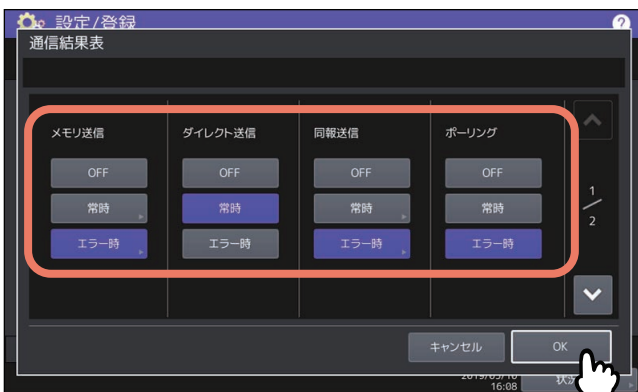 設定/登録 ?
通信結果表
メモリ送信 ダイレクト送信 同報送信 ポーリング
OFF OFF OFF OFF
常時 常時 常時 常時
エラー時 エラー時 エラー時 エラー時
1
2
キャンセル OK
16:08